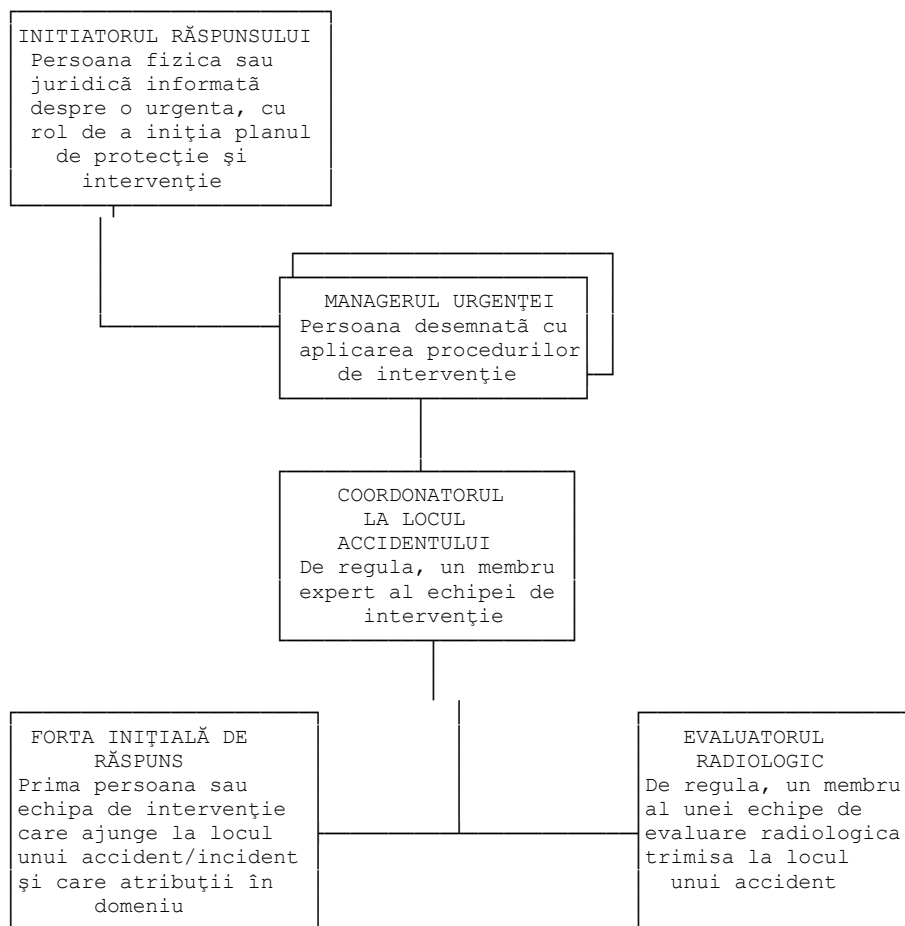 INITIATORUL RĂSPUNSULUI
Persoana fizica sau
juridicã informatã
despre o urgenta, cu
rol de a iniţia planul
de protecţie şi
intervenţie
MANAGERUL URGENŢEI
Persoana desemnatã cu
aplicarea procedurilor
de intervenţie
COORDONATORUL
LA LOCUL
ACCIDENTULUI
De regula, un membru
expert al echipei de
intervenţie
FORTA INIŢIALĂ DE
RĂSPUNS
Prima persoana sau
echipa de intervenţie
care ajunge la locul
unui accident/incident
şi care atribuţii în
domeniu
EVALUATORUL
RADIOLOGIC
De regula, un membru
al unei echipe de
evaluare radiologica
trimisa la locul
unui accident